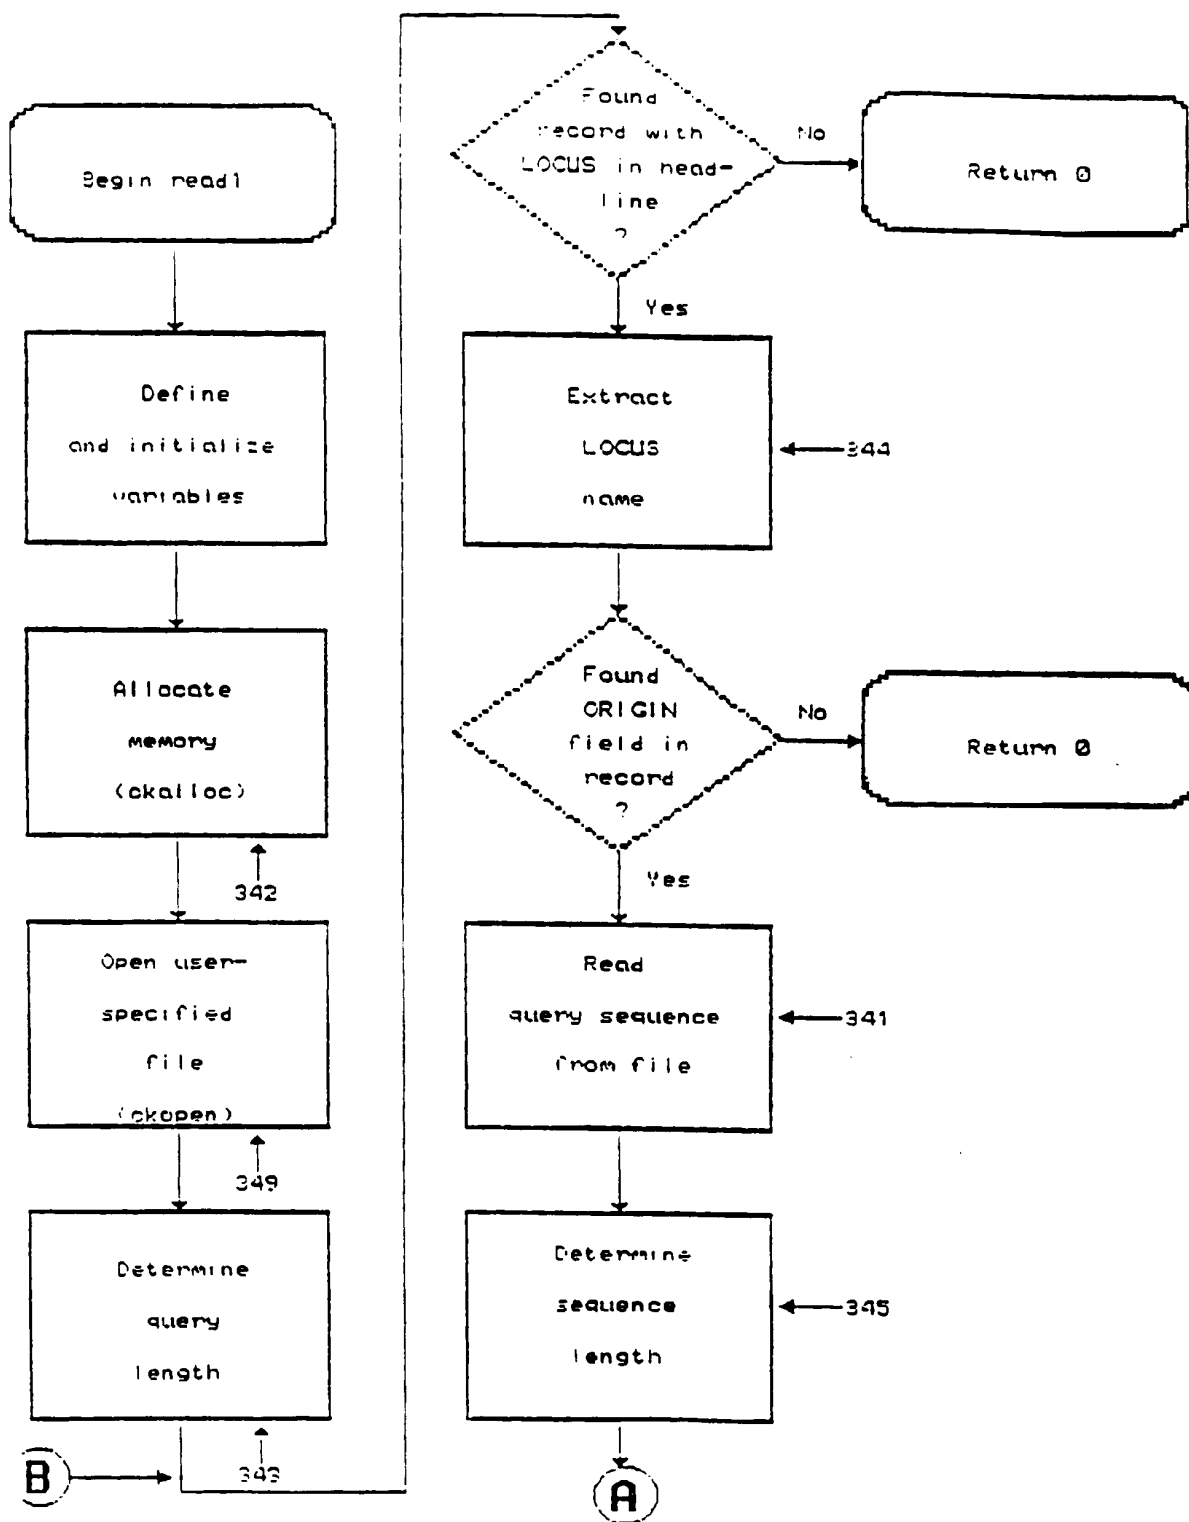 Begin read1
Define
and initialize
variables
Allocate
memory
(ckalloc)
342
Open user-
specified
file
(ckopen)
349
Determine
query
length
343
B
Found
record with
LOCUS in head-
line
?
No
Return 0
Yes
Extract
LOCUS
name
344
Found
ORIGIN
field in
record
?
No
Return 0
Yes
Read
query sequence
from file
341
Determine
sequence
length
345
A